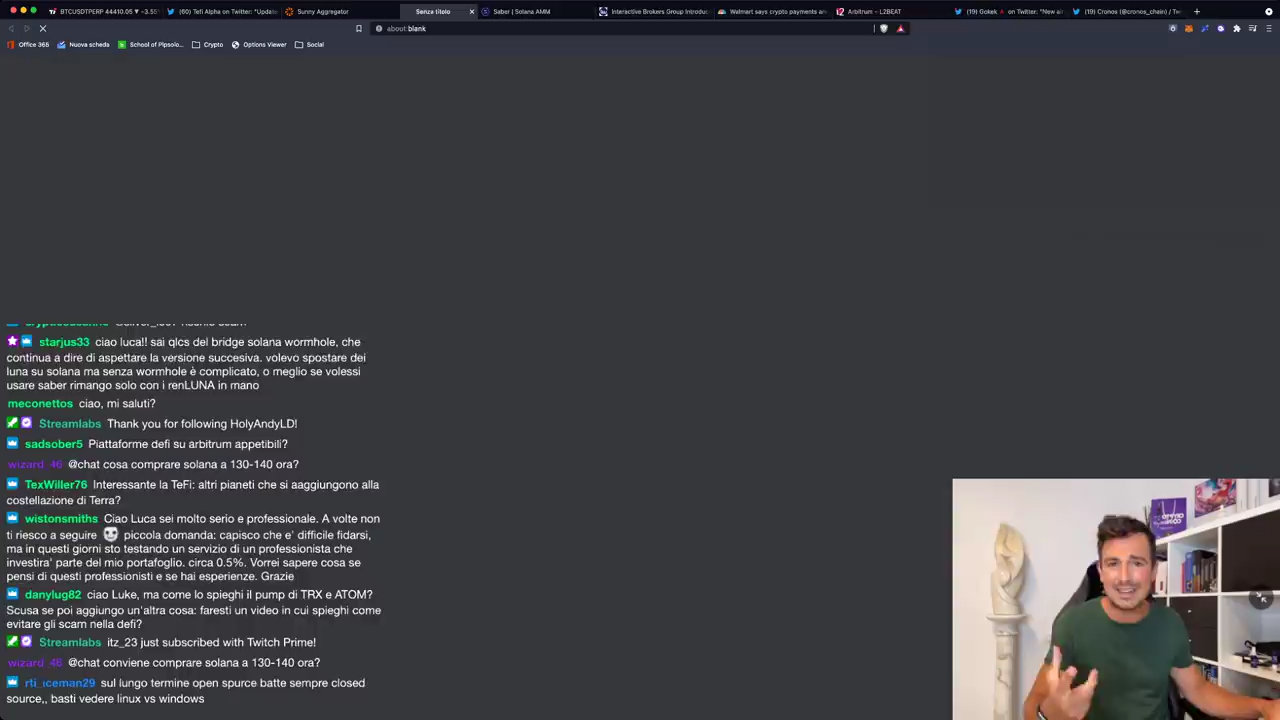 BTCUSDTPERP 44410.05 ▼ −3.55
(60) Tefi Alpha on Twitter: "Update
Sunny Aggregator
Senza titolo
Saber | Solana AMM
Interactive Brokers Group Introduc
Walmart says crypto payments an
Arbitrum – L2BEAT
(19) Gokek on Twitter: "New air
(19) Cronos (@cronos_chain) / Tw
about:blank
Office 365
Nuova scheda
School of Pipsolo...
Crypto
Options Viewer
Social
starjus33 ciao luca!! sai qlcs del bridge solana wormhole, che
continua a dire di aspettare la versione succesiva. volevo spostare dei
luna su solana ma senza wormhole è complicato, o meglio se volessi
usare saber rimango solo con i renLUNA in mano
meconettos ciao, mi saluti?
Streamlabs Thank you for following HolyAndyLD!
sadsober5 Piattaforme defi su arbitrum appetibili?
wizard_46 @chat cosa comprare solana a 130-140 ora?
TexWiller76 Interessante la TeFi: altri pianeti che si aaggiungono alla
costellazione di Terra?
wistonsmiths Ciao Luca sei molto serio e professionale. A volte non
ti riesco a seguire piccola domanda: capisco che e' difficile fidarsi,
ma in questi giorni sto testando un servizio di un professionista che
investira' parte del mio portafoglio. circa 0.5%. Vorrei sapere cosa se
pensi di questi professionisti e se hai esperienze. Grazie
danylug82 ciao Luke, ma come lo spieghi il pump di TRX e ATOM?
Scusa se poi aggiungo un'altra cosa: faresti un video in cui spieghi come
evitare gli scam nella defi?
Streamlabs itz_23 just subscribed with Twitch Prime!
wizard_46 @chat conviene comprare solana a 130-140 ora?
rti_iceman29 sul lungo termine open spurce batte sempre closed
source,, basti vedere linux vs windows